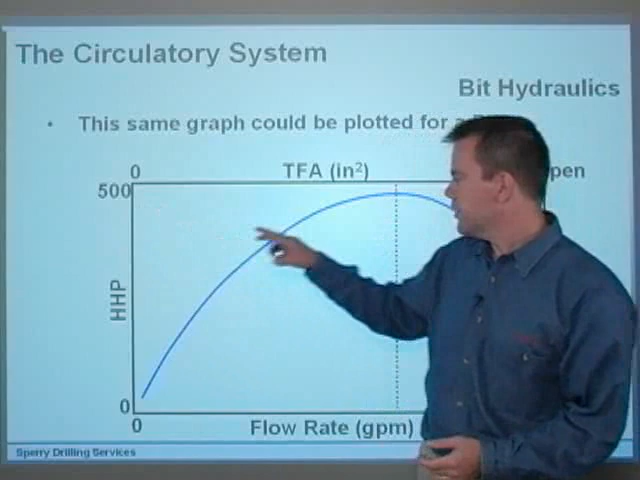 The Circulatory System
Bit Hydraulics
• This same graph could be plotted for a
0 TFA (in²) pen
500
HHP
0
0 Flow Rate (gpm)
Sperry Drilling Services